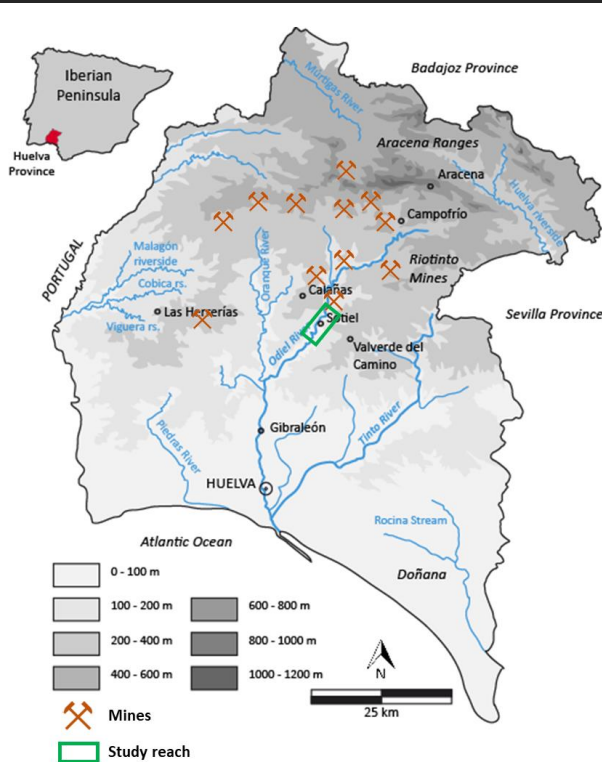 Iberian
Peninsula
Huelva
Province
Badajoz Province
Múrtigas River
Aracena Ranges
Aracena
Huelva riverside
Campofrío
PORTUGAL
Malagón
riverside
Cobica rs.
Oranque River
Riotinto
Mines
Calañas
Las Herrerías
Viguera rs.
Sotiel
Sevilla Province
Odiel River
Valverde del
Camino
Piedras River
Gibraleón
Tinto River
HUELVA
Rocina Stream
Atlantic Ocean
Doñana
0 - 100 m
100 - 200 m
600 - 800 m
200 - 400 m
800 - 1000 m
400 - 600 m
1000 - 1200 m
N
25 km
Mines
Study reach